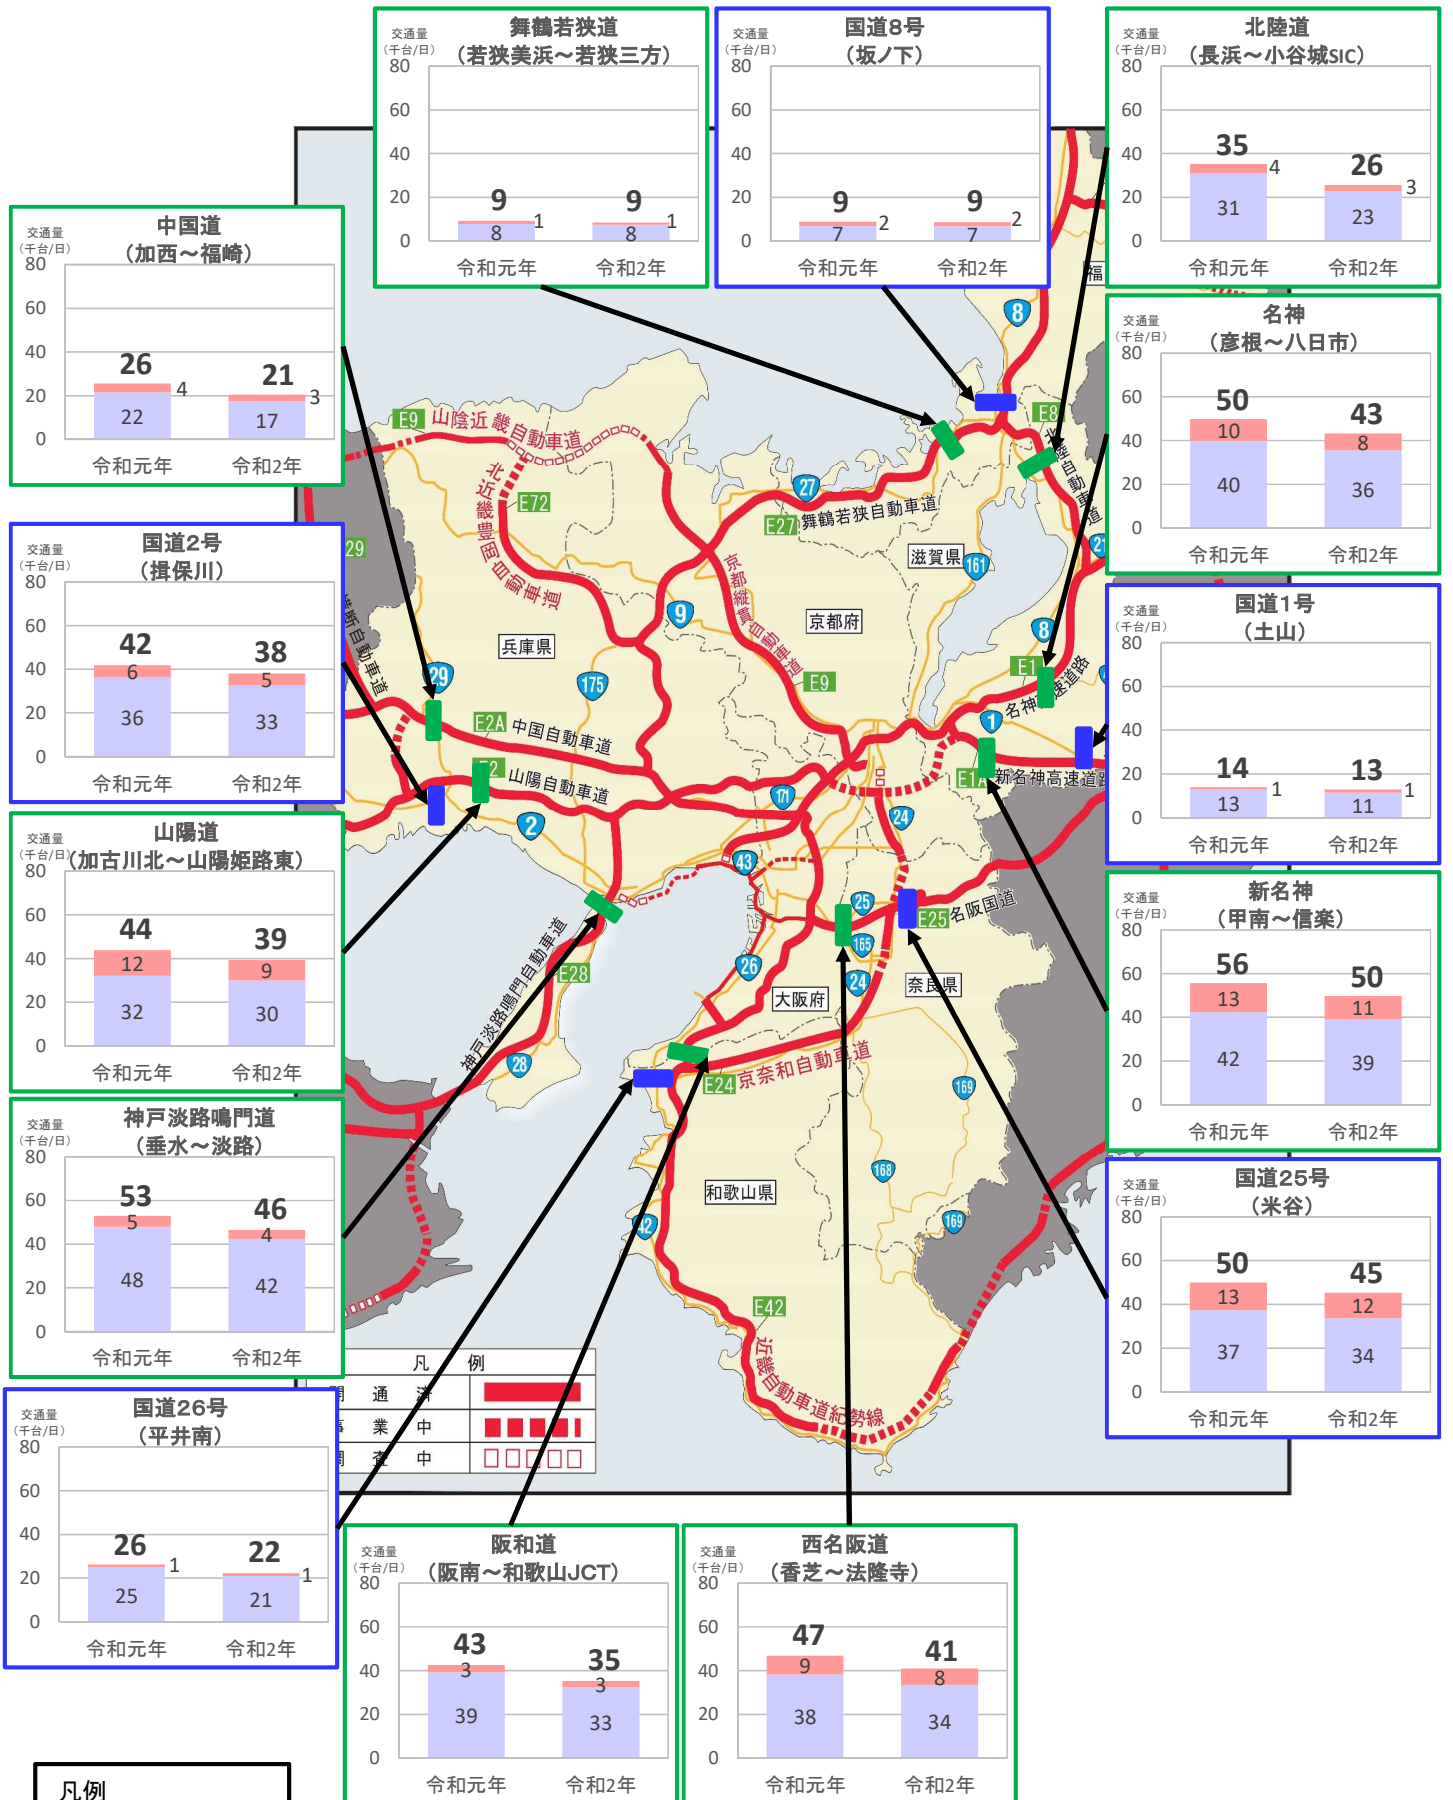 交通量
(千台/日)
舞鶴若狭道
(若狭美浜~若狭三方)
80
60
40
20
0
9
1
8
9
1
8
令和元年
令和2年
交通量
(千台/日)
国道8号
(坂ノ下)
80
60
40
20
0
9
2
7
9
2
7
令和元年
令和2年
交通量
(千台/日)
北陸道
(長浜~小谷城SIC)
80
60
40
20
0
35
4
31
26
3
23
令和元年
令和2年
交通量
(千台/日)
中国道
(加西~福崎)
80
60
40
20
0
26
4
22
21
3
17
令和元年
令和2年
交通量
(千台/日)
名神
(彦根~八日市)
80
60
40
20
0
50
10
40
43
8
36
令和元年
令和2年
交通量
(千台/日)
国道2号
(揖保川)
80
60
40
20
0
42
6
36
38
5
33
令和元年
令和2年
交通量
(千台/日)
国道1号
(土山)
80
60
40
20
0
14
1
13
13
1
11
令和元年
令和2年
交通量
(千台/日)
山陽道
(加古川北~山陽姫路東)
80
60
40
20
0
44
12
32
39
9
30
令和元年
令和2年
交通量
(千台/日)
新名神
(甲南~信楽)
80
60
40
20
0
56
13
42
50
11
39
令和元年
令和2年
交通量
(千台/日)
神戸淡路鳴門道
(垂水~淡路)
80
60
40
20
0
53
5
48
46
4
42
令和元年
令和2年
交通量
(千台/日)
国道25号
(米谷)
80
60
40
20
0
50
13
37
45
12
34
令和元年
令和2年
交通量
(千台/日)
国道26号
(平井南)
80
60
40
20
0
26
1
25
22
1
21
令和元年
令和2年
交通量
(千台/日)
阪和道
(阪南~和歌山JCT)
80
60
40
20
0
43
3
39
35
3
33
令和元年
令和2年
交通量
(千台/日)
西名阪道
(香芝~法隆寺)
80
60
40
20
0
47
9
38
41
8
34
令和元年
令和2年
福
8
E8
E9
山陰近畿自動車道
北近畿豊岡自動車道
E72
27
E27
舞鶴若狭自動車道
滋賀県
161
21
29
9
京都縦貫自動車道
京都府
8
兵庫県
E1
29
175
E9
名神高速道路
1
E2A
中国自動車道
E2
山陽自動車道
E1A
新名神高速道路
171
24
2
43
25
E25
名阪国道
165
神戸淡路鳴門自動車道
E28
26
24
奈良県
大阪府
28
E24
京奈和自動車道
169
168
和歌山県
169
42
E42
近畿自動車道紀勢線
凡 例
通 済
業 中
査 中
凡例